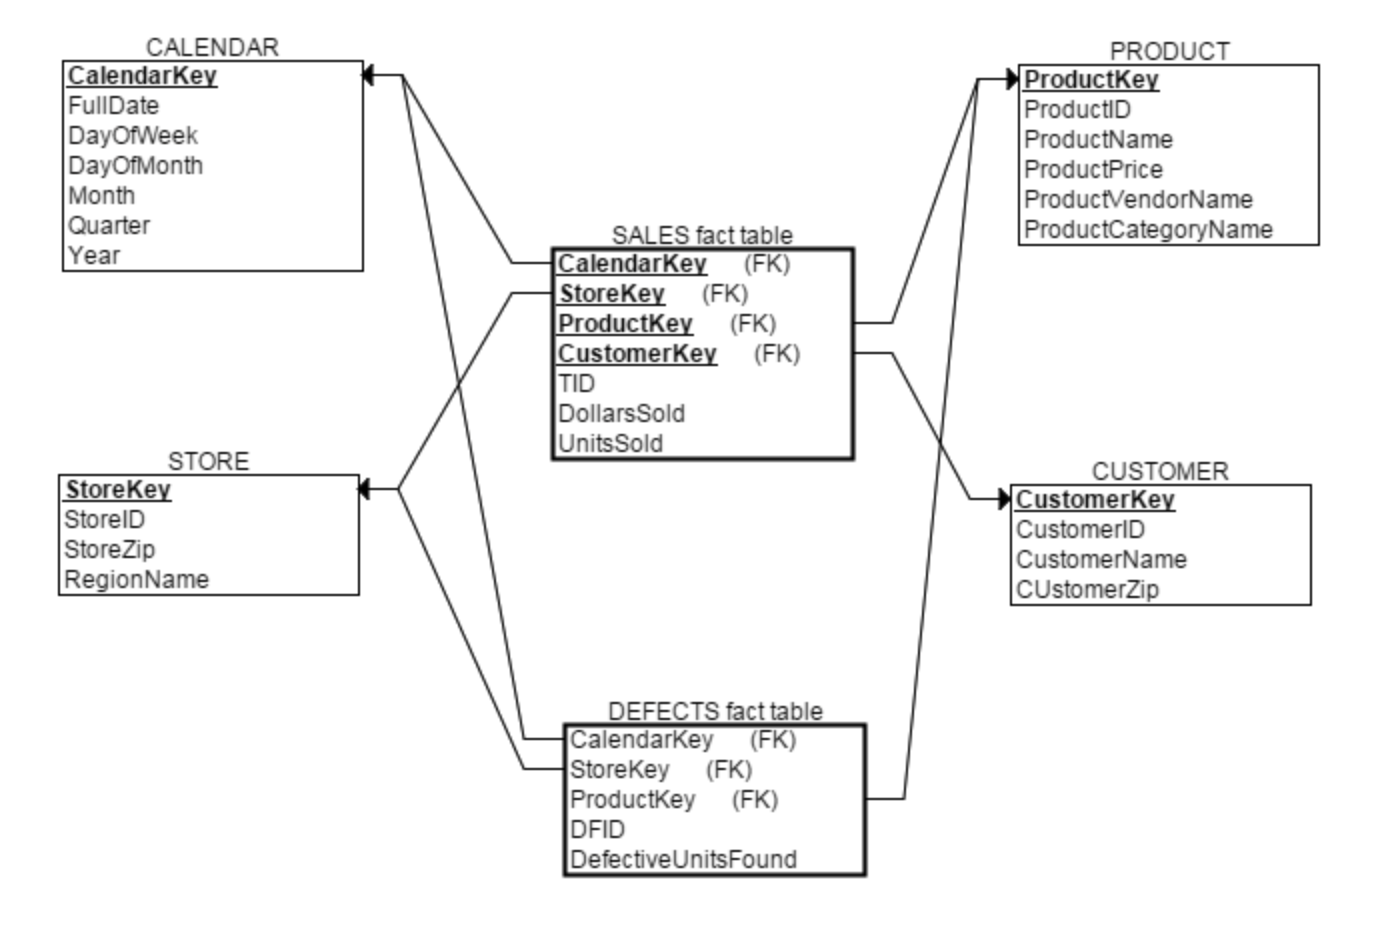 CALENDAR
CalendarKey
FullDate
DayOfWeek
DayOfMonth
Month
Quarter
Year
PRODUCT
ProductKey
ProductID
ProductName
ProductPrice
ProductVendorName
ProductCategoryName
SALES fact table
CalendarKey (FK)
StoreKey (FK)
ProductKey (FK)
CustomerKey (FK)
TID
DollarsSold
UnitsSold
STORE
StoreKey
StoreID
StoreZip
RegionName
CUSTOMER
CustomerKey
CustomerID
CustomerName
CUstomerZip
DEFECTS fact table
CalendarKey (FK)
StoreKey (FK)
ProductKey (FK)
DFID
DefectiveUnitsFound